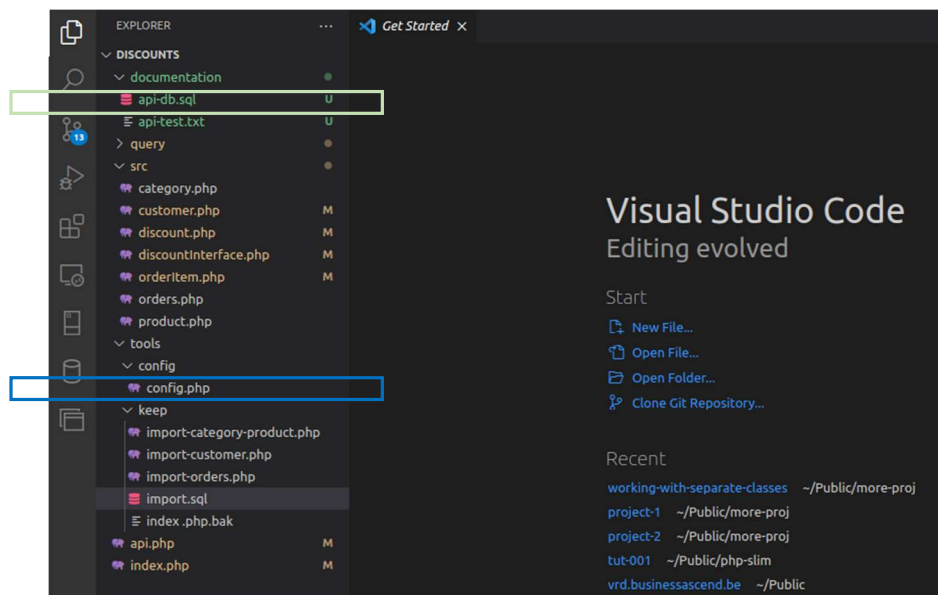 EXPLORER ...
Get Started
DISCOUNTS
documentation
api-db.sql U
api-test.txt U
13
query
src
category.php
customer.php M
discount.php M
discountInterface.php M
orderItem.php M
orders.php
product.php
tools
config
config.php
keep
import-category-product.php
import-customer.php
import-orders.php
import.sql
index .php.bak
api.php M
index.php M
Visual Studio Code
Editing evolved
Start
New File...
Open File...
Open Folder...
Clone Git Repository...
Recent
working-with-separate-classes ~/Public/more-proj
project-1 ~/Public/more-proj
project-2 ~/Public/more-proj
tut-001 ~/Public/php-slim
vrd.businessascend.be ~/Public